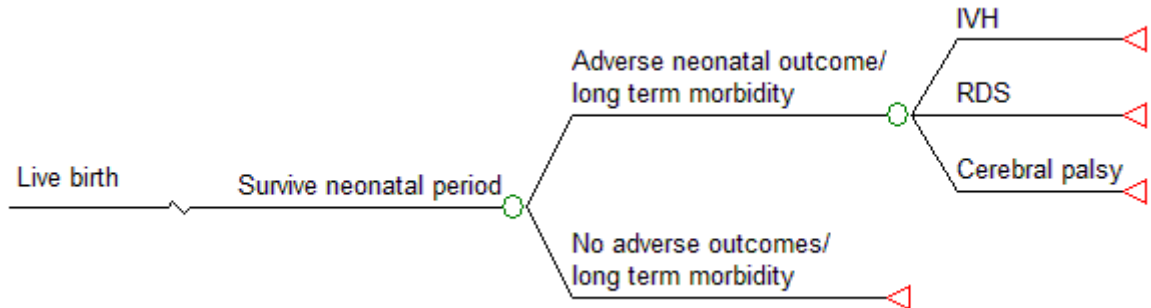 IVH
Adverse neonatal outcome/
long term morbidity
RDS
Cerebral palsy
Live birth
Survive neonatal period
No adverse outcomes/
long term morbidity